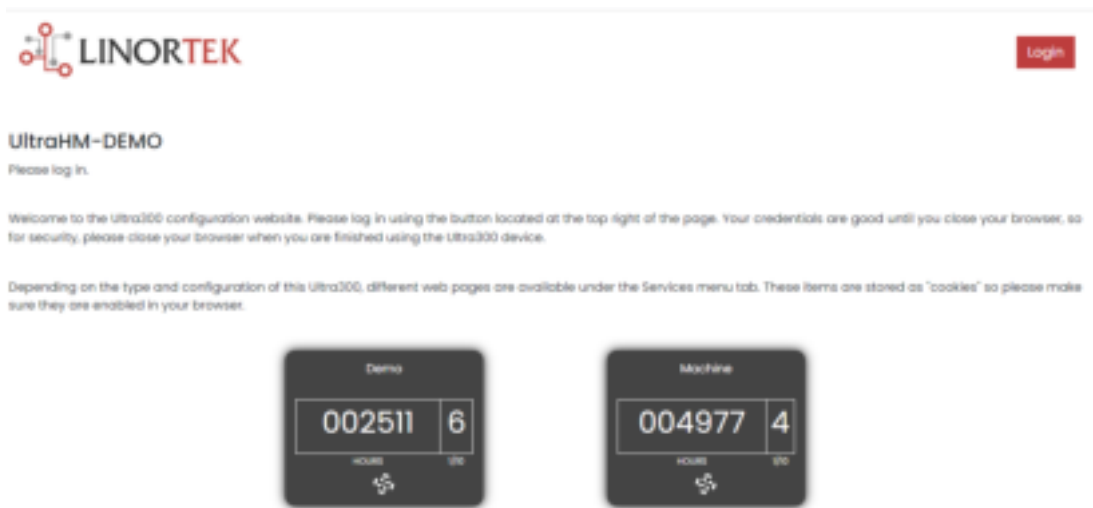 LINORTEK
Login
UltraHM-DEMO
Please log in.
Welcome to the Ultra300 configuration website. Please log in using the button located at the top right of the page. Your credentials are good until you close your browser, so
for security, please close your browser when you are finished using the Ultra300 device.
Depending on the type and configuration of this Ultra300, different web pages are available under the Services menu tab. These items are stored as "cookies" so please make
sure they are enabled in your browser.
Demo Machine
002511 6 004977 4
HOURS 1/10 HOURS 1/10